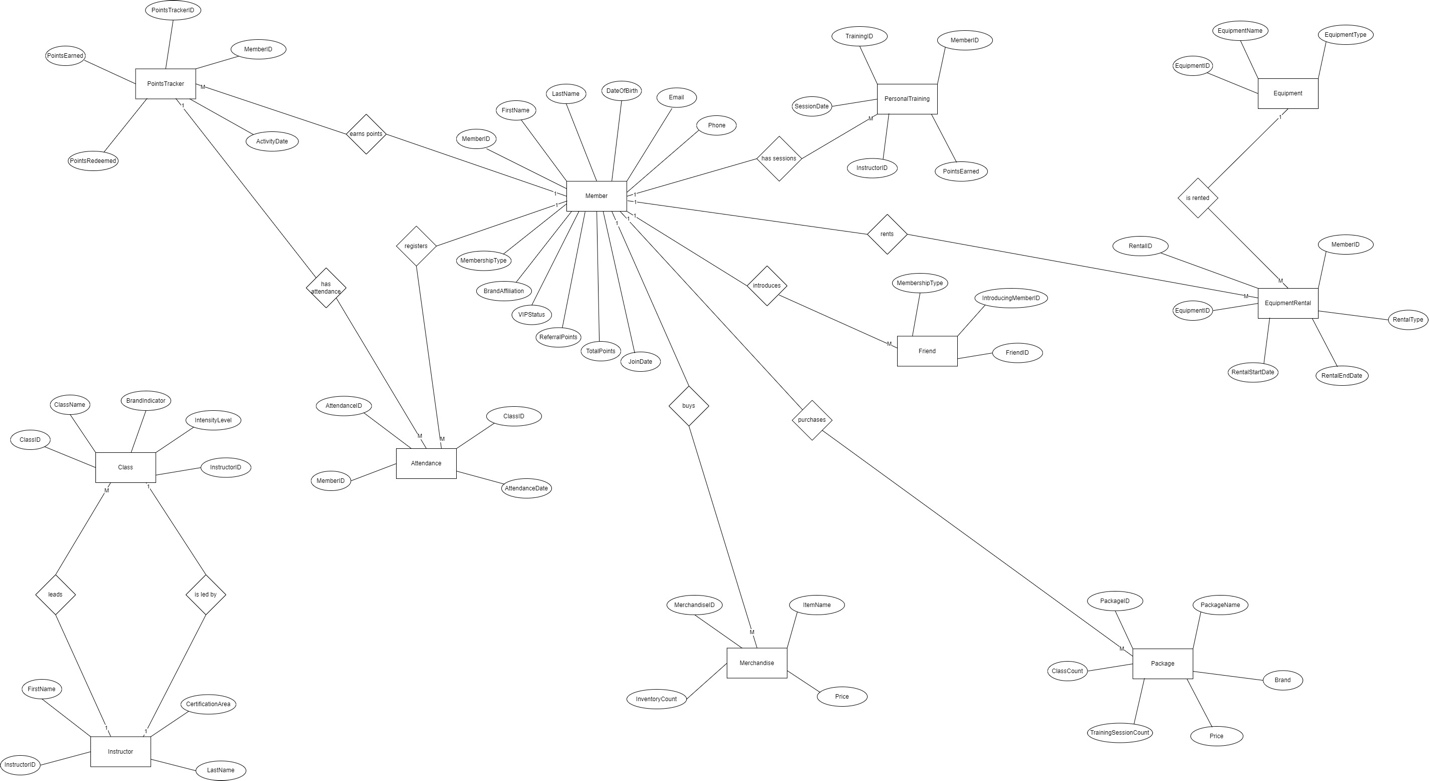 PointsTrackerID
PointsEarned
MemberID
PointsTracker
M
1
PointsRedeemed
ActivityDate
earns points
FirstName
LastName
DateOfBirth
Email
Phone
MemberID
Member
1
1
1
1
1
1
1
1
MembershipType
BrandAffiliation
VIPStatus
ReferralPoints
TotalPoints
JoinDate
TrainingID
MemberID
SessionDate
PersonalTraining
M
InstructorID
PointsEarned
has sessions
EquipmentName
EquipmentType
EquipmentID
Equipment
1
is rented
RentalID
MemberID
M
M
EquipmentRental
EquipmentID
RentalType
RentalStartDate
RentalEndDate
rents
introduces
MembershipType
IntroducingMemberID
M
Friend
FriendID
registers
has
attendance
buys
purchases
ClassName
BrandIndicator
IntensityLevel
ClassID
Class
InstructorID
M
1
leads
is led by
1
1
FirstName
CertificationArea
Instructor
InstructorID
LastName
AttendanceID
ClassID
M
M
Attendance
MemberID
AttendanceDate
MerchandiseID
ItemName
M
Merchandise
InventoryCount
Price
PackageID
PackageName
M
Package
ClassCount
Brand
TrainingSessionCount
Price